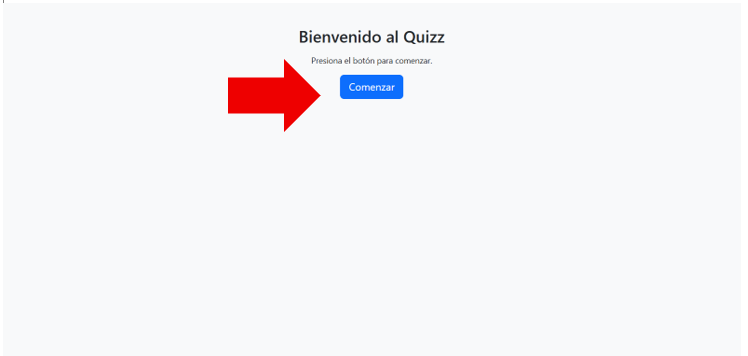 Bienvenido al Quizz
Presiona el botón para comenzar.
Comenzar